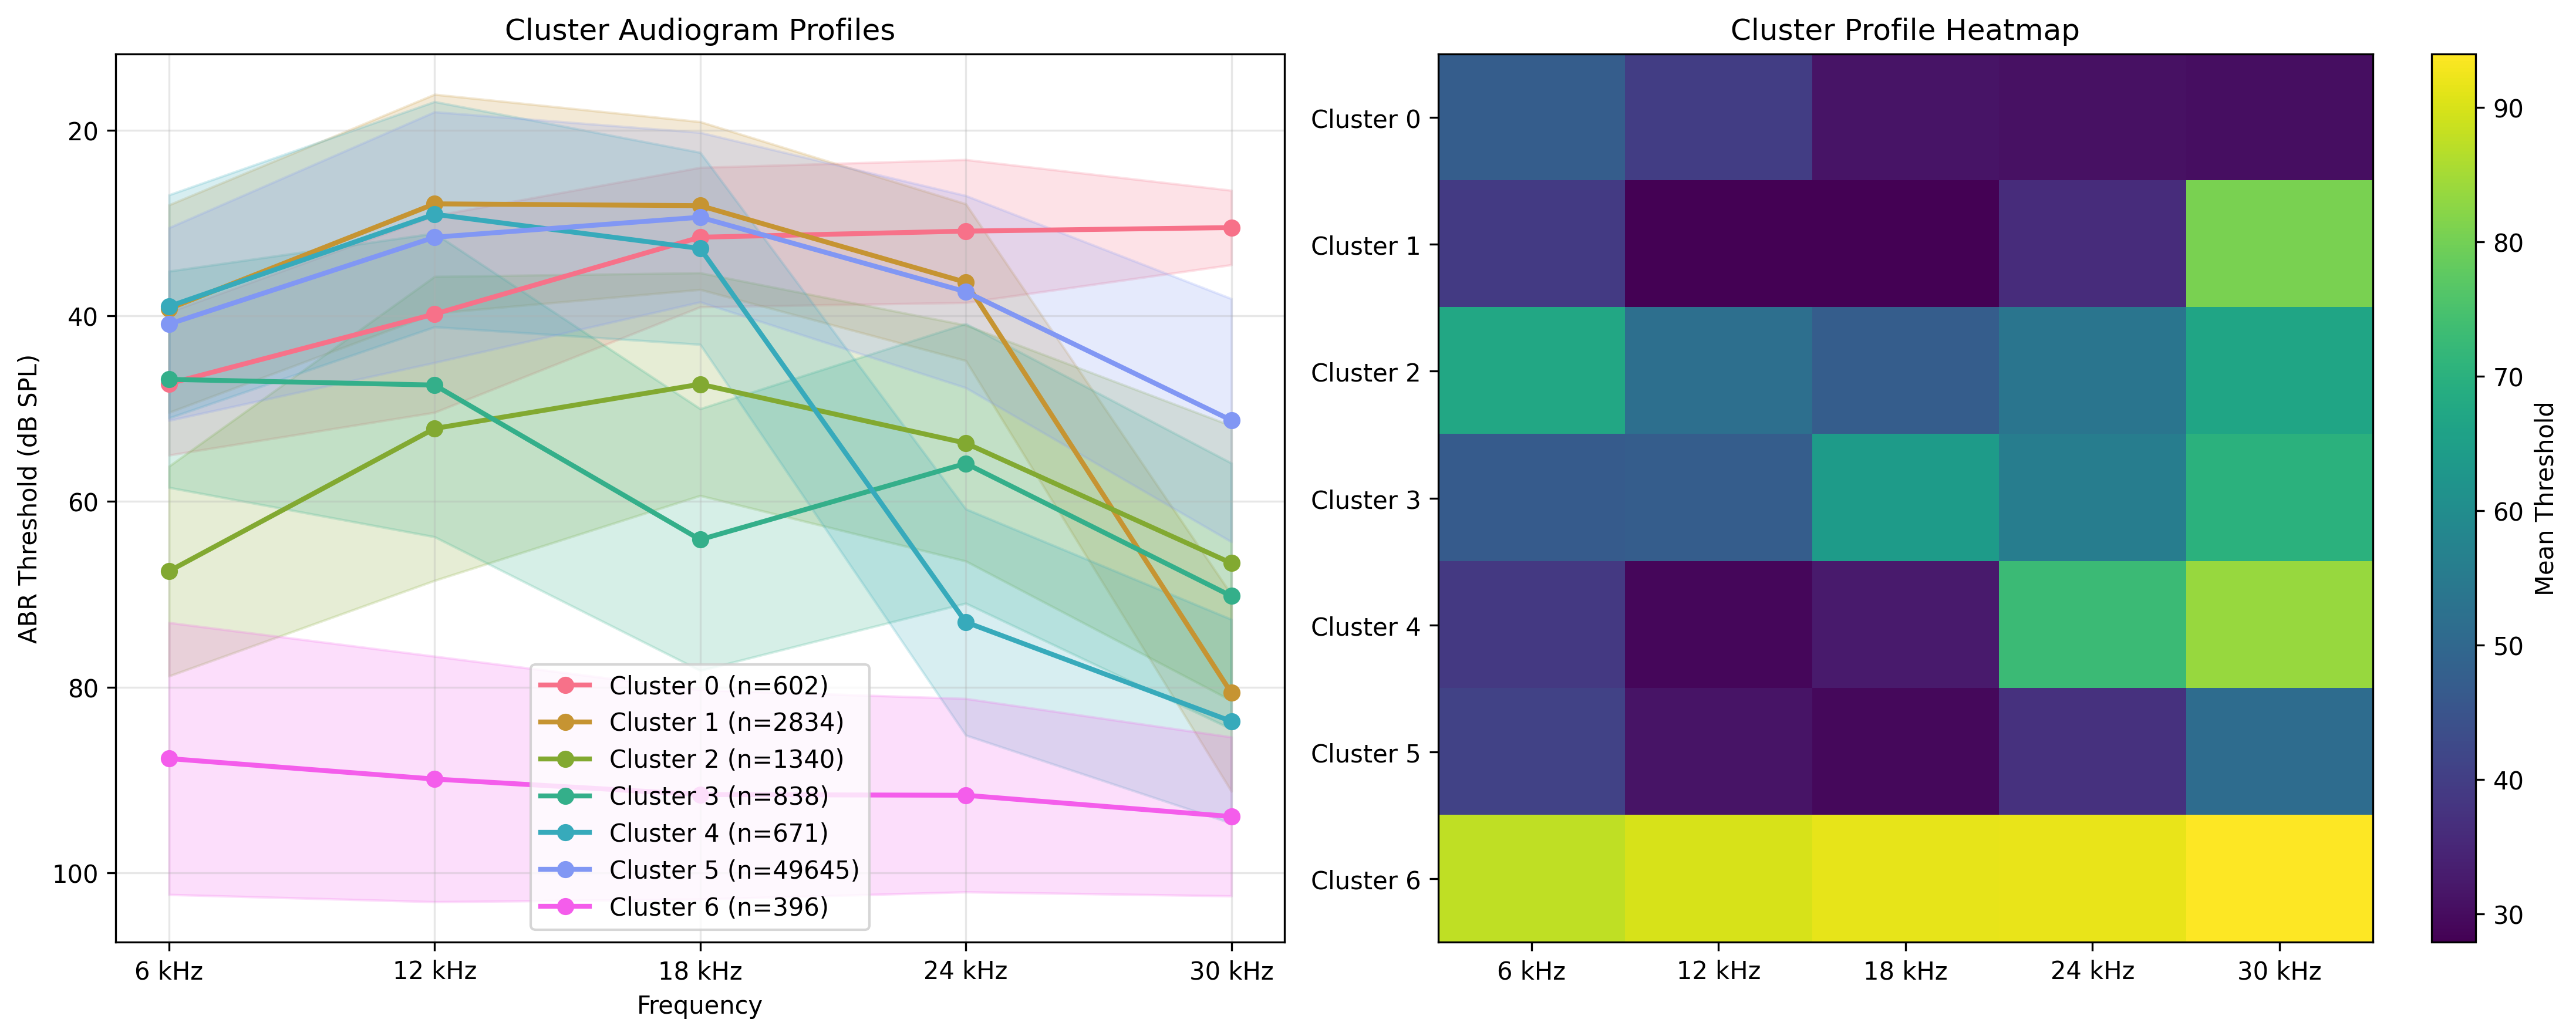 Cluster Audiogram Profiles
ABR Threshold (dB SPL)
20
40
60
80
100
Cluster 0 (n=602)
Cluster 1 (n=2834)
Cluster 2 (n=1340)
Cluster 3 (n=838)
Cluster 4 (n=671)
Cluster 5 (n=49645)
Cluster 6 (n=396)
6 kHz
12 kHz
18 kHz
24 kHz
30 kHz
Frequency
Cluster Profile Heatmap
Cluster 0
Cluster 1
Cluster 2
Cluster 3
Cluster 4
Cluster 5
Cluster 6
6 kHz
12 kHz
18 kHz
24 kHz
30 kHz
90
80
70
60
50
40
30
Mean Threshold